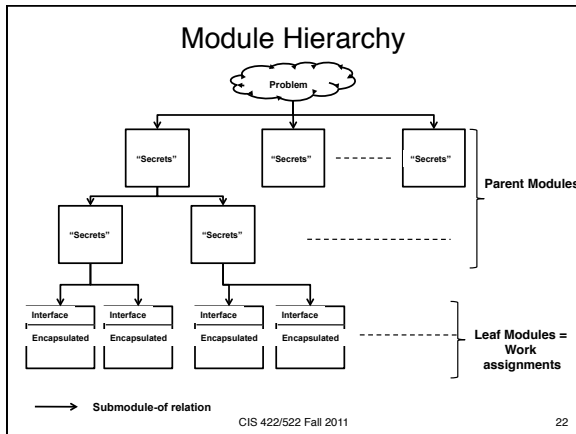 Module Hierarchy
Problem
"Secrets"
"Secrets"
"Secrets"
Parent Modules
"Secrets"
"Secrets"
Interface
Interface
Interface
Interface
Encapsulated
Encapsulated
Encapsulated
Encapsulated
Leaf Modules =
Work
assignments
Submodule-of relation
CIS 422/522 Fall 2011
22